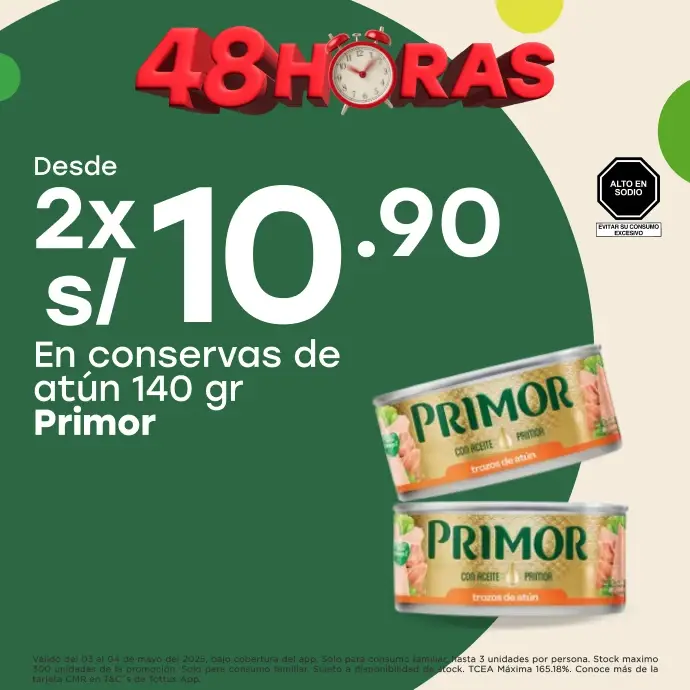 48HORAS
Desde
2x
s/ 10.90
En conservas de
atún 140 gr
Primor
ALTO EN
SODIO
EVITAR SU CONSUMO
EXCESIVO
PRIMOR
CON ACEITE PRIMOR
trozos de atún
PRIMOR
CON ACEITE PRIMOR
trozos de atún
Válido del 03 al 04 de mayo del 2025, bajo cobertura del app. Solo para consumo familiar, hasta 3 unidades por persona. Stock maximo
300 unidades de la promoción. Solo para consumo familiar. Sujeto a disponibilidad de stock. TCEA Máxima 165.18%. Conoce más de la
tarjeta CMR en T&C´s de Tottus App.